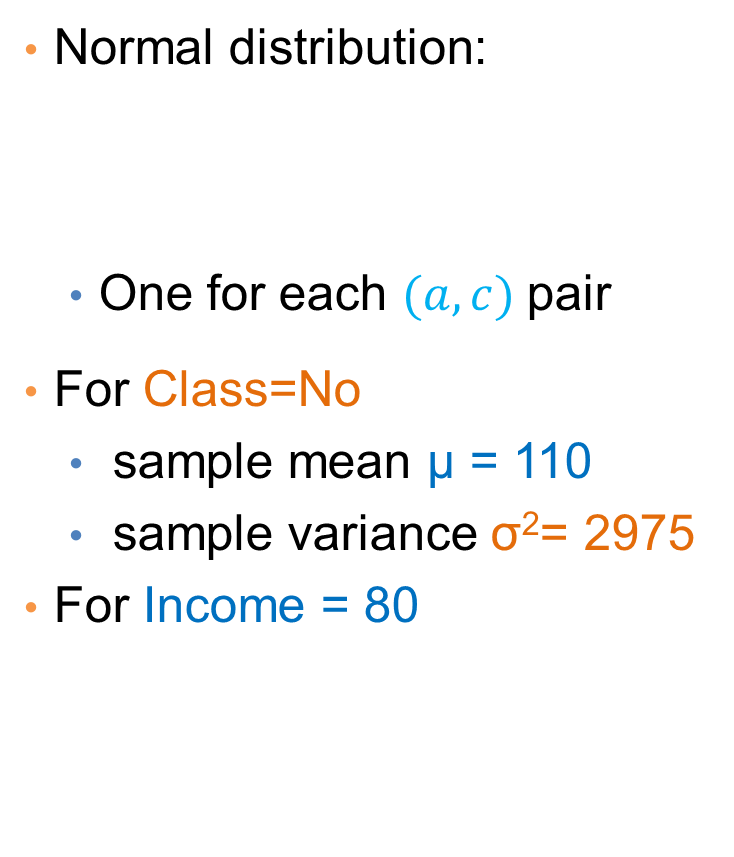 • Normal distribution:
• One for each (a, c) pair
• For Class=No
• sample mean μ = 110
• sample variance σ²= 2975
• For Income = 80